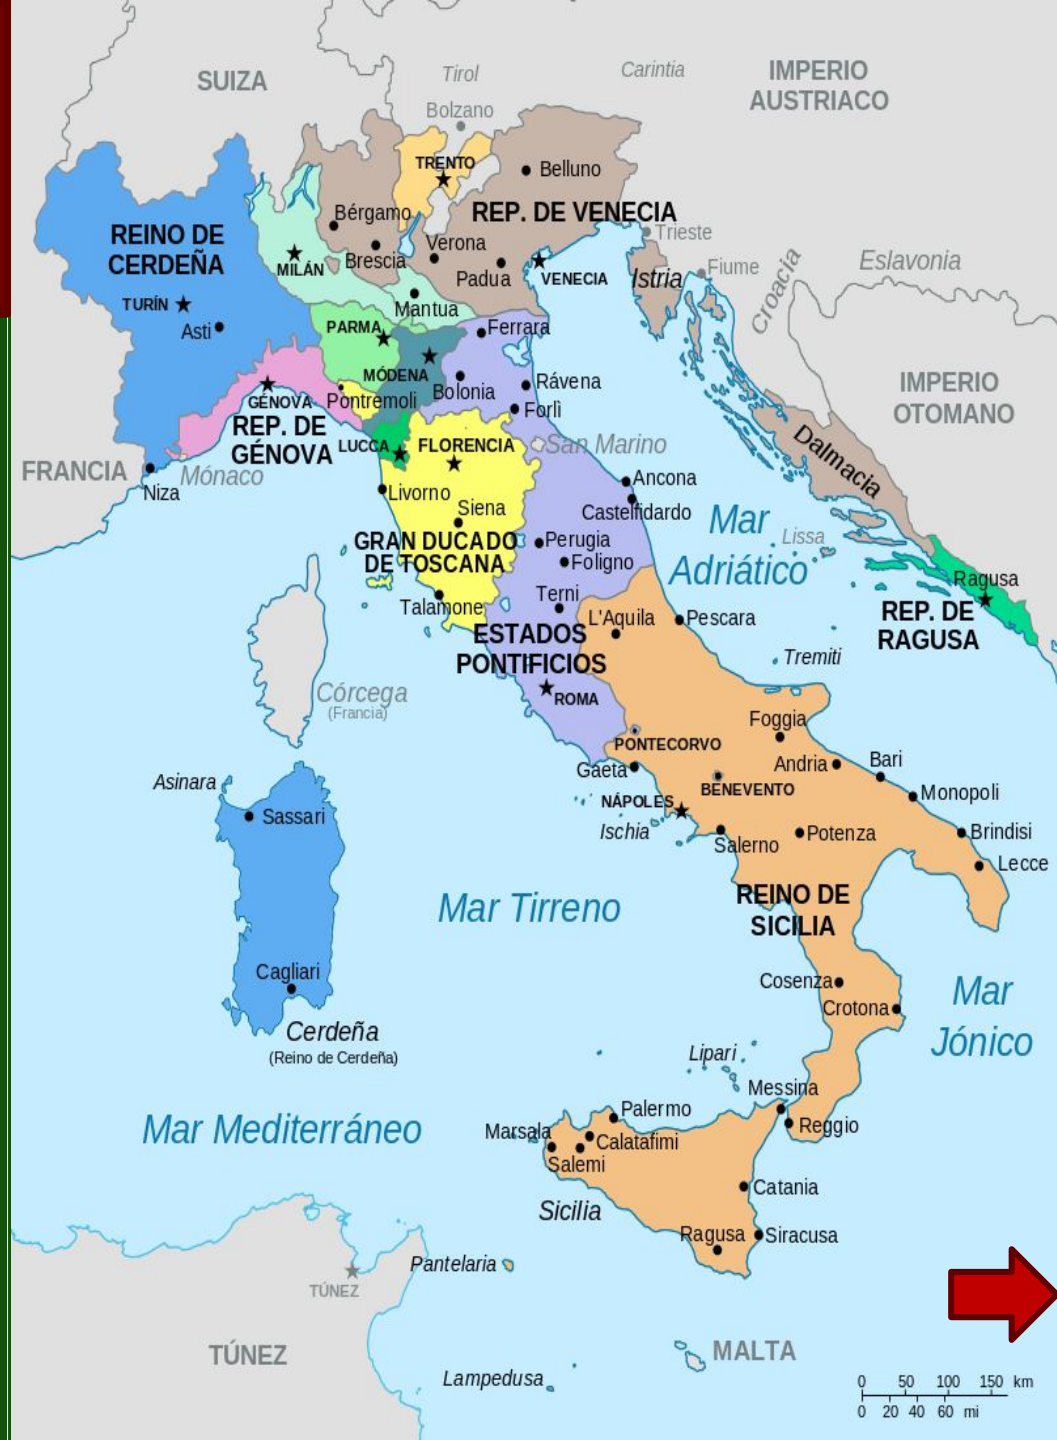 SUIZA
Tirol
Carintia
IMPERIO
AUSTRIACO
Bolzano
TRENTO
Belluno
REINO DE
CERDEÑA
Bérgamo
REP. DE VENECIA
Trieste
Brescia
Verona
Padua
VENECIA
Istria
Fiume
Croacia
Eslavonia
MILÁN
TURÍN
Asti
Mantua
PARMA
Ferrara
MÓDENA
Bolonia
Rávena
IMPERIO
OTOMANO
GÉNOVA
Pontremoli
Forlì
REP. DE
GÉNOVA
LUCCA
FLORENCIA
San Marino
Dalmacia
FRANCIA
Mónaco
Niza
Livorno
Siena
Ancona
Castelfidardo
Mar
Adriático
Lissa
GRAN DUCADO
DE TOSCANA
Perugia
Foligno
Talamone
Terni
L'Aquila
Pescara
Ragusa
REP. DE
RAGUSA
ESTADOS
PONTIFICIOS
Tremiti
Córcega
(Francia)
ROMA
PONTECORVO
Foggia
Gaeta
BENEVENTO
Andria
Bari
Monopoli
Asinara
Sassari
NÁPOLES
Ischia
Salerno
Potenza
Brindisi
Lecce
Mar Tirreno
REINO DE
SICILIA
Cagliari
Cerdeña
(Reino de Cerdeña)
Cosenza
Crotona
Mar
Jónico
Lipari
Messina
Mar Mediterráneo
Palermo
Reggio
Marsala
Calatafimi
Salemi
Catania
Sicilia
Ragusa
Siracusa
Pantelaria
TÚNEZ
TÚNEZ
MALTA
Lampedusa
0 50 100 150 km
0 20 40 60 mi